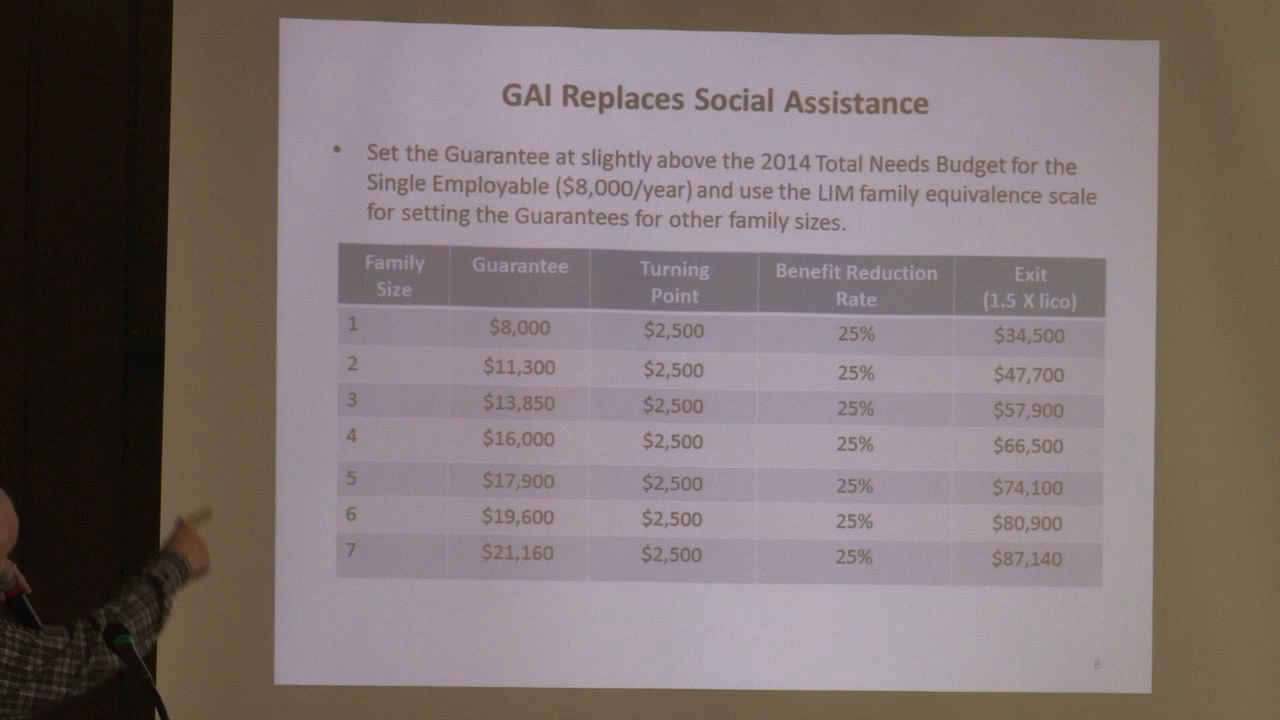 GAI Replaces Social Assistance
• Set the Guarantee at slightly above the 2014 Total Needs Budget for the
Single Employable ($8,000/year) and use the LIM family equivalence scale
for setting the Guarantees for other family sizes.
Family Size Guarantee Turning Point Benefit Reduction Rate Exit (1.5 X lico)
1 $8,000 $2,500 25% $34,500
2 $11,300 $2,500 25% $47,700
3 $13,850 $2,500 25% $57,900
4 $16,000 $2,500 25% $66,500
5 $17,900 $2,500 25% $74,100
6 $19,600 $2,500 25% $80,900
7 $21,160 $2,500 25% $87,140
8